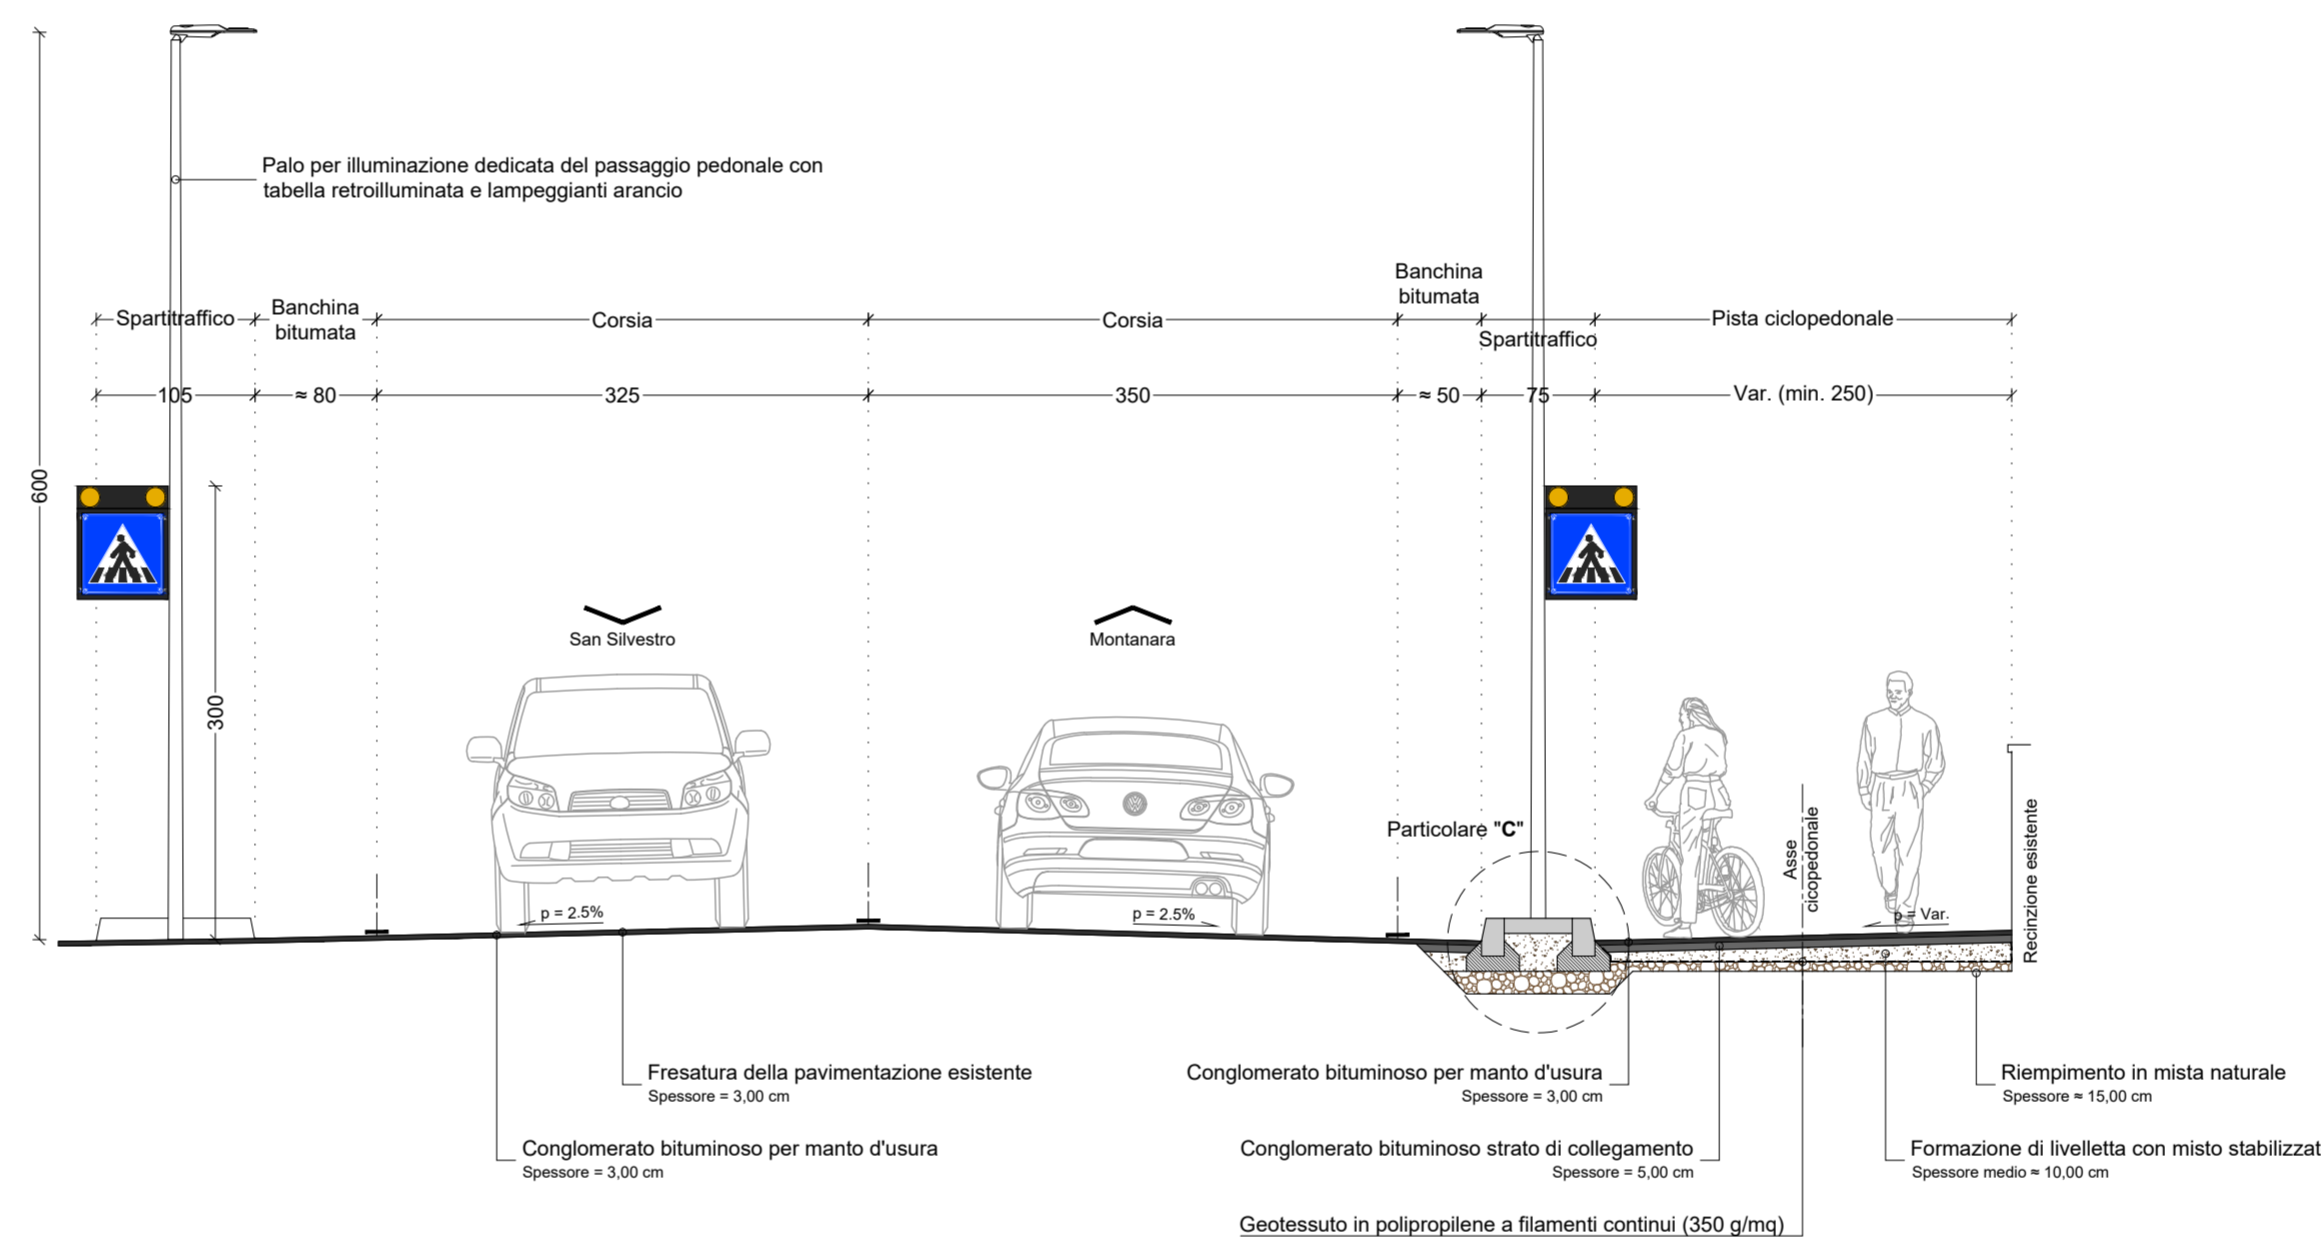 Palo per illuminazione dedicata del passaggio pedonale con
tabella retroilluminata e lampeggianti arancio
Spartitraffico
Banchina
bitumata
Corsia
Corsia
Banchina
bitumata
Spartitraffico
Pista ciclopedonale
105
≈ 80
325
350
≈ 50
75
Var. (min. 250)
600
300
San Silvestro
Montanara
Particolare "C"
Asse
cicopedonale
Recinzione esistente
p = 2.5%
p = 2.5%
p = Var.
Fresatura della pavimentazione esistente
Spessore = 3,00 cm
Conglomerato bituminoso per manto d'usura
Spessore = 3,00 cm
Conglomerato bituminoso per manto d'usura
Spessore = 3,00 cm
Conglomerato bituminoso strato di collegamento
Spessore = 5,00 cm
Geotessuto in polipropilene a filamenti continui (350 g/mq)
Riempimento in mista naturale
Spessore ≈ 15,00 cm
Formazione di livelletta con misto stabilizzat
Spessore medio ≈ 10,00 cm